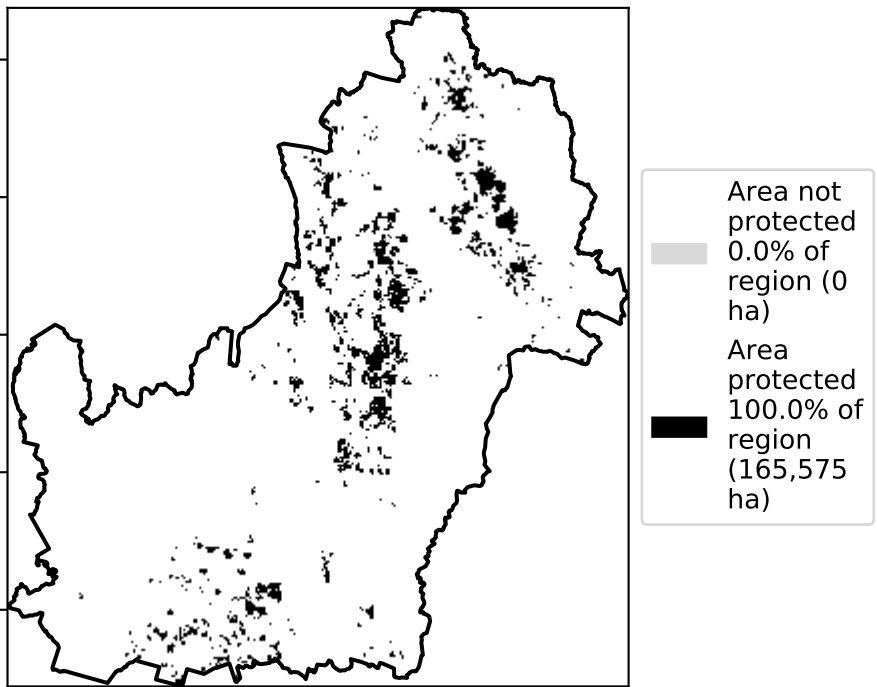 Area not
protected
0.0% of
region (0
ha)
Area
protected
100.0% of
region
(165,575
ha)